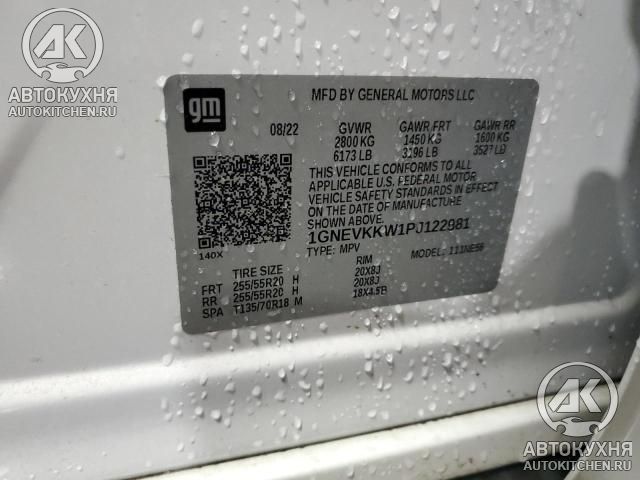 AK
АВТОКУХНЯ
AUTOKITCHEN.RU
gm
MFD BY GENERAL MOTORS LLC
08/22 GVWR GAWR FRT GAWR RR
2800 KG 1450 KG 1600 KG
6173 LB 3196 LB 3527 LB
THIS VEHICLE CONFORMS TO ALL
APPLICABLE U.S. FEDERAL MOTOR
VEHICLE SAFETY STANDARDS IN EFFECT
ON THE DATE OF MANUFACTURE
SHOWN ABOVE.
1GNEVKKW1PJ122981
140X TYPE: MPV MODEL: 111NE56
TIRE SIZE RIM
FRT 255/55R20 H 20X8J
RR 255/55R20 H 20X8J
SPA T135/70R18 M 18X4.5B
AK
АВТОКУХНЯ
AUTOKITCHEN.RU